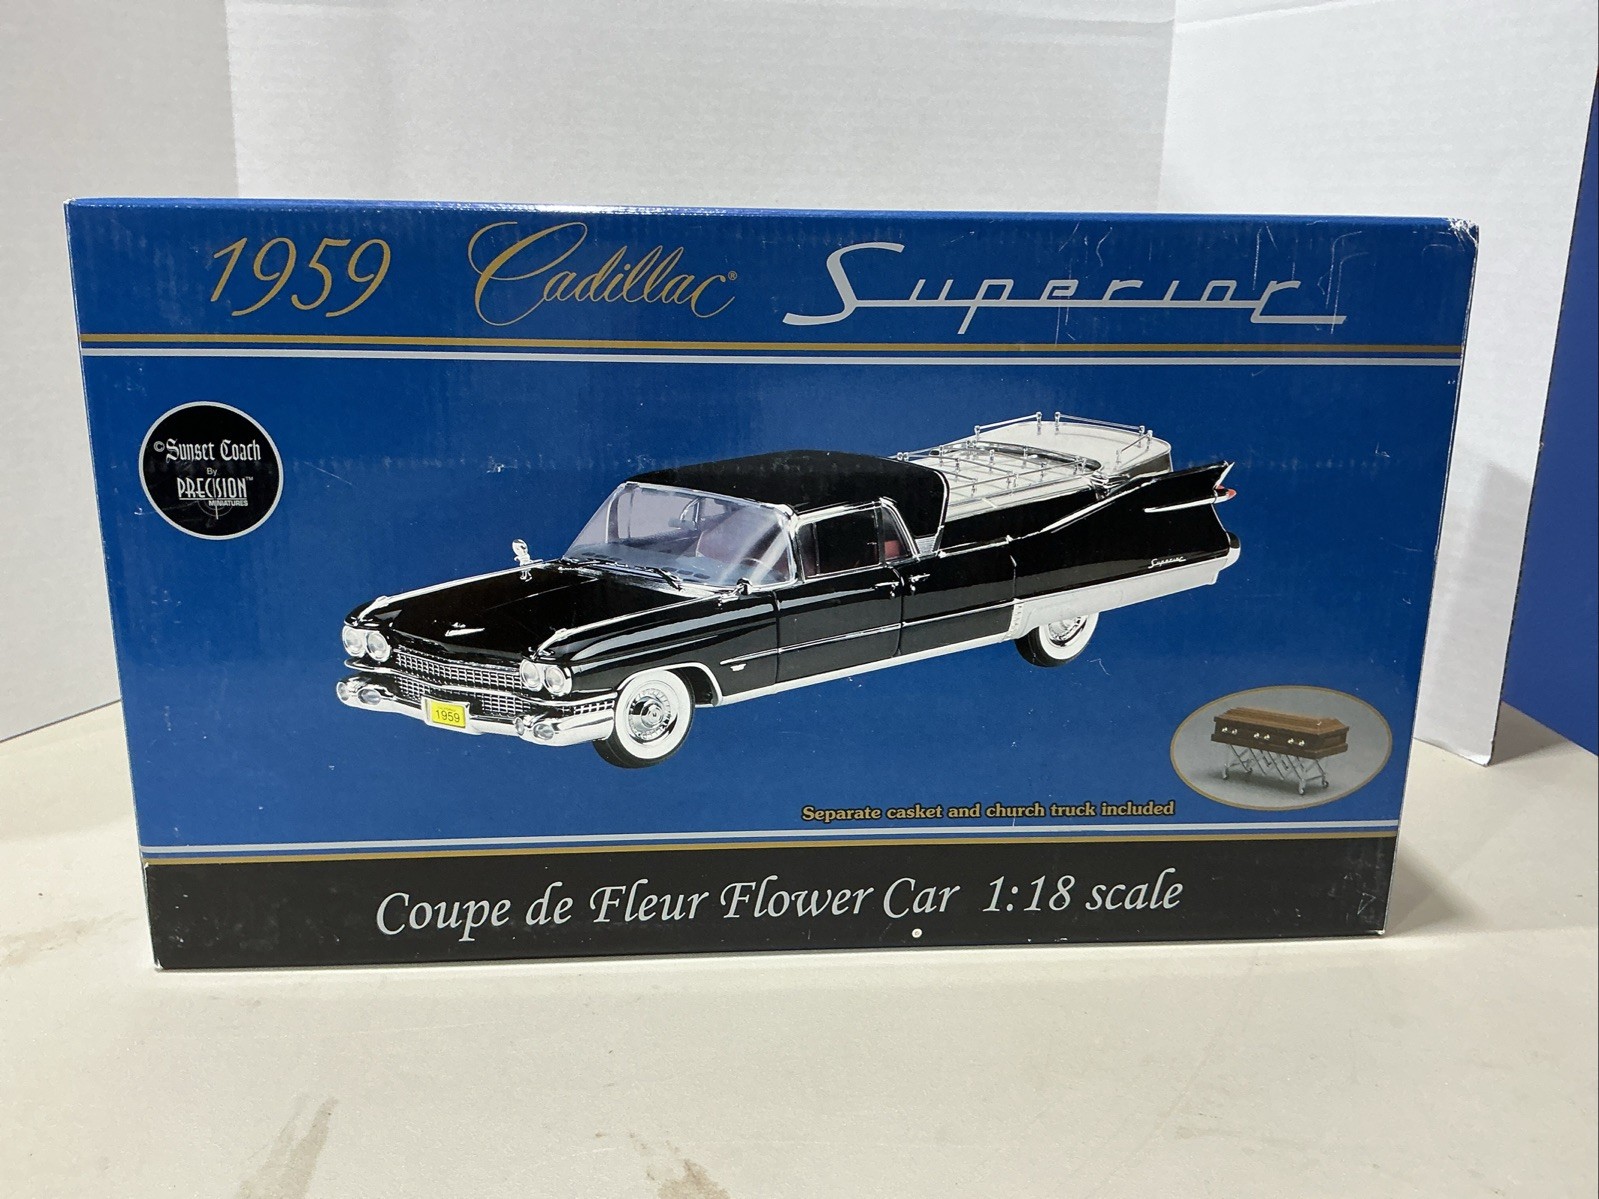 1959 Cadillac® Superior
©Sunset Coach
By
PRECISION™
MINIATURES
Superior
1959
Separate casket and church truck included
Coupe de Fleur Flower Car 1:18 scale